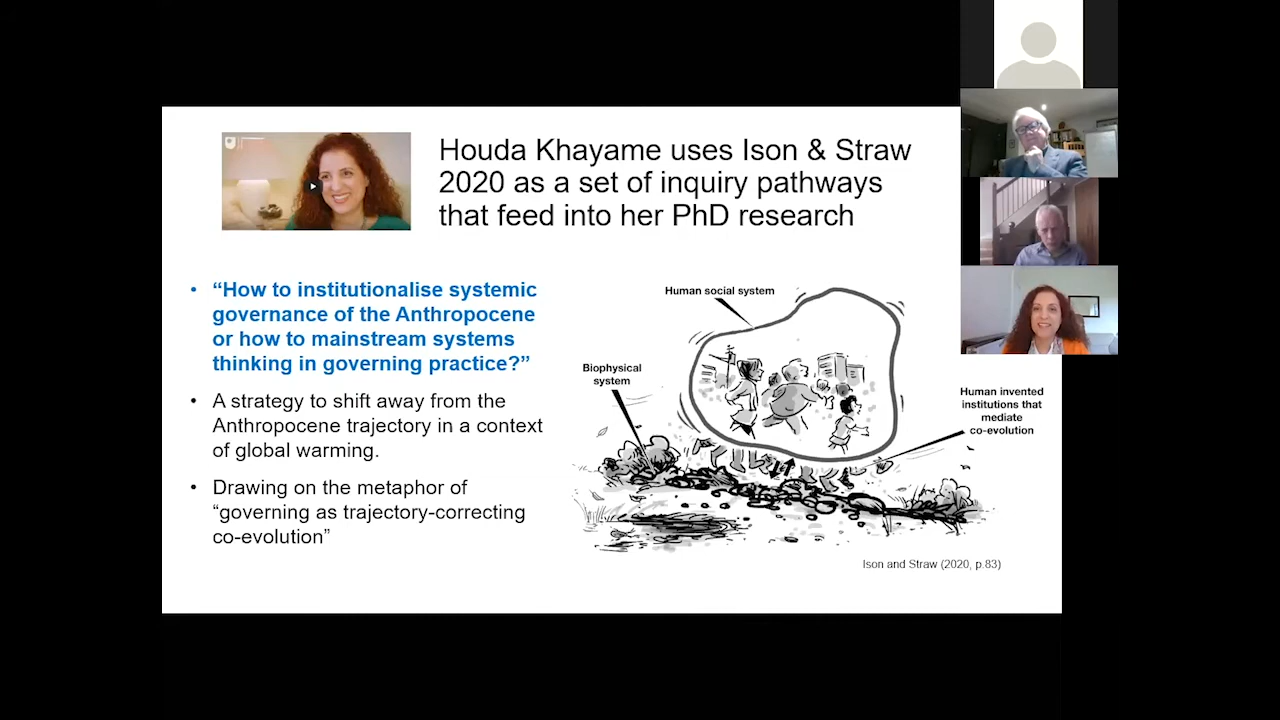 Houda Khayame uses Ison & Straw
2020 as a set of inquiry pathways
that feed into her PhD research
• “How to institutionalise systemic
governance of the Anthropocene
or how to mainstream systems
thinking in governing practice?”
• A strategy to shift away from the
Anthropocene trajectory in a context
of global warming.
• Drawing on the metaphor of
“governing as trajectory-correcting
co-evolution”
Human social system
Biophysical
system
Human invented
institutions that
mediate
co-evolution
Ison and Straw (2020, p.83)